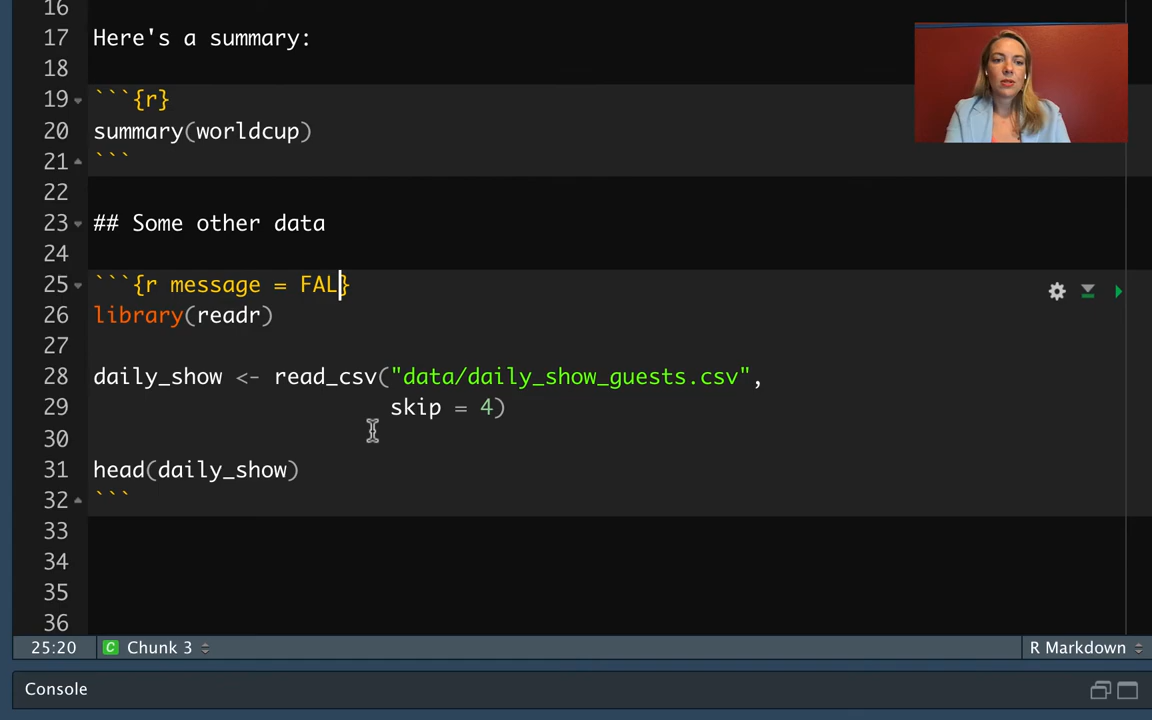 16
17 Here's a summary:
18
19 ```{r}
20 summary(worldcup)
21 ```
22
23 ## Some other data
24
25 ```{r message = FAL}
26 library(readr)
27
28 daily_show <- read_csv("data/daily_show_guests.csv",
29 skip = 4)
30
31 head(daily_show)
32 ```
33
34
35
36
25:20 C Chunk 3 R Markdown
Console